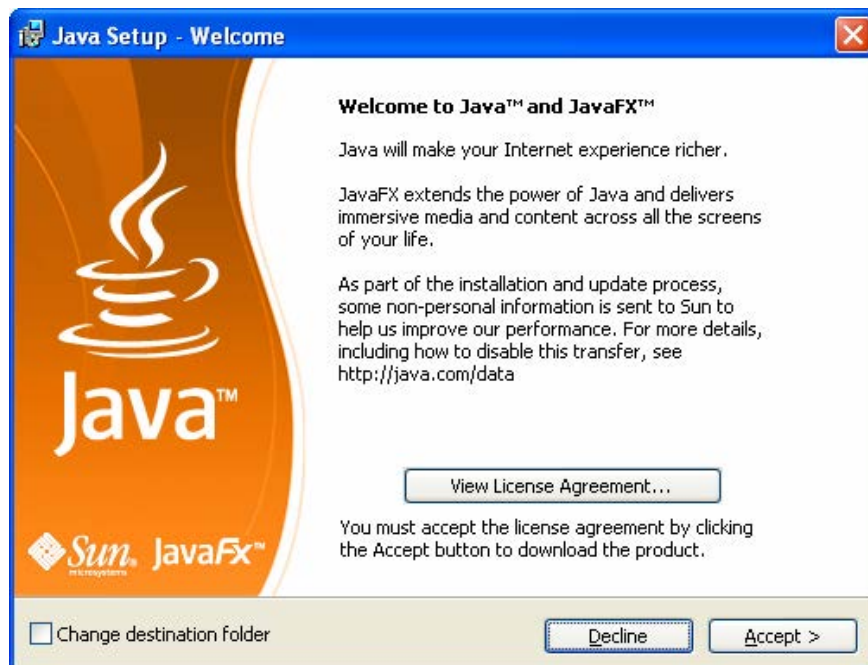 Java Setup - Welcome
Welcome to Java™ and JavaFX™
Java will make your Internet experience richer.
JavaFX extends the power of Java and delivers
immersive media and content across all the screens
of your life.
As part of the installation and update process,
some non-personal information is sent to Sun to
help us improve our performance. For more details,
including how to disable this transfer, see
http://java.com/data
Java™
View License Agreement...
You must accept the license agreement by clicking
the Accept button to download the product.
Sun® microsystems JavaFX™
Change destination folder
Decline
Accept >